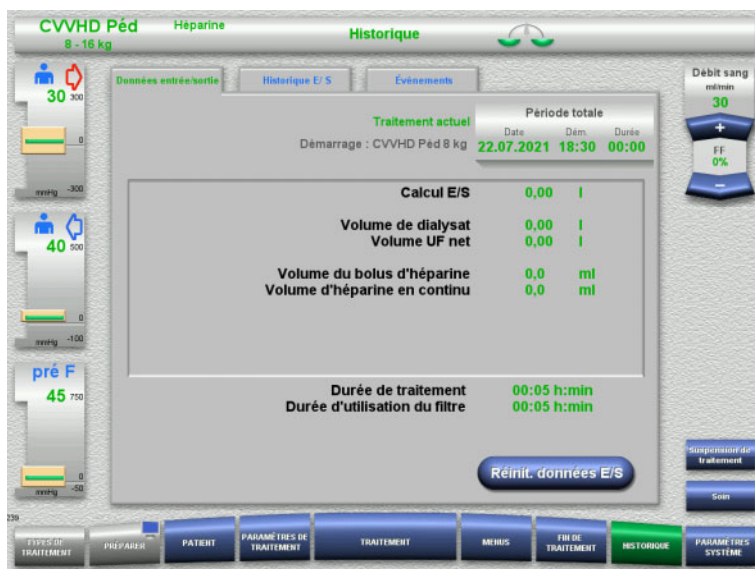 CVVHD Péd Héparine
8 - 16 kg
Historique
Données entrée/sortie Historique E/ S Événements
Débit sang
ml/min
30
+
FF
0%
–
30 300
0
mmHg -300
40 500
0
mmHg -100
pré F
45 750
0
mmHg -50
Traitement actuel
Démarrage : CVVHD Péd 8 kg
Période totale
Date Dém. Durée
22.07.2021 18:30 00:00
Calcul E/S 0,00 l
Volume de dialysat 0,00 l
Volume UF net 0,00 l
Volume du bolus d'héparine 0,0 ml
Volume d'héparine en continu 0,0 ml
Durée de traitement 00:05 h:min
Durée d'utilisation du filtre 00:05 h:min
Réinit. données E/S
Suspension de
traitement
Soin
239
TYPES DE
TRAITEMENT
PRÉPARER
PATIENT
PARAMÈTRES DE
TRAITEMENT
TRAITEMENT
MENUS
FIN DE
TRAITEMENT
HISTORIQUE
PARAMÈTRES
SYSTÈME